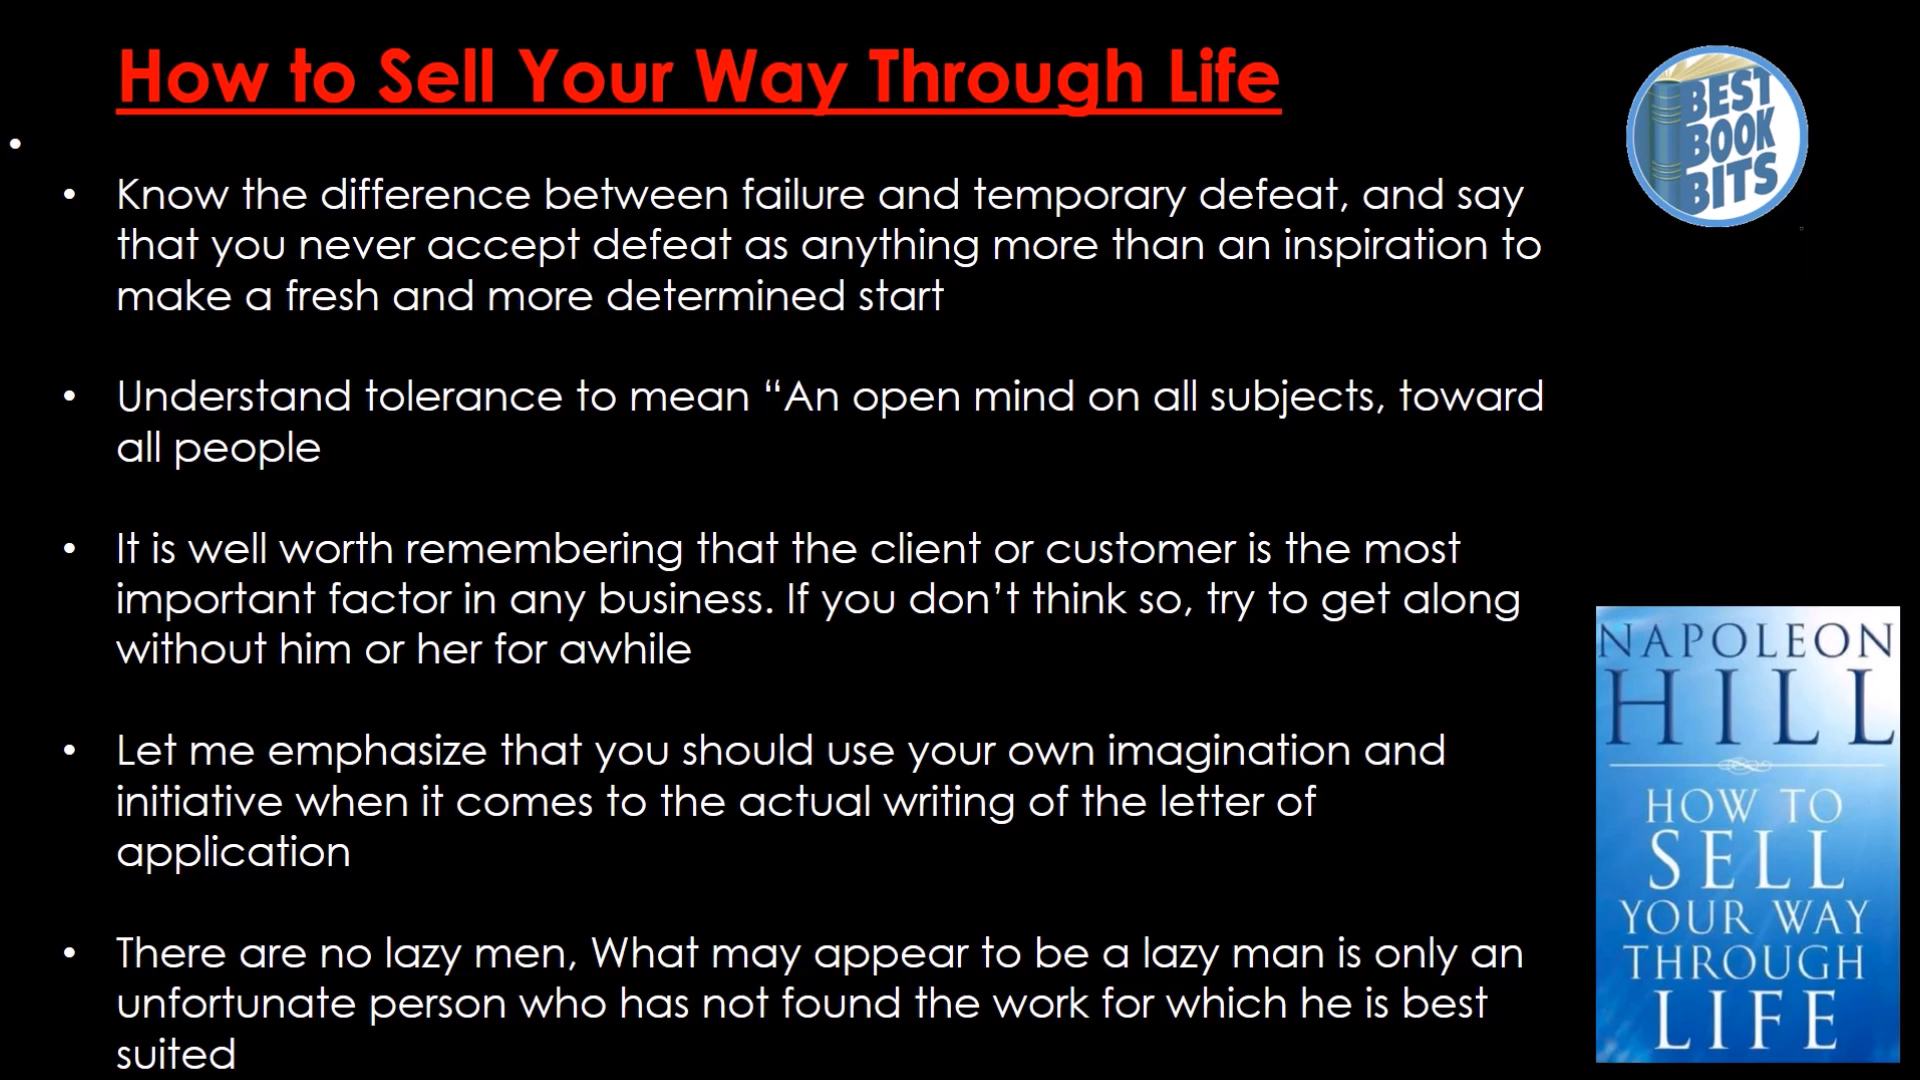 How to Sell Your Way Through Life
BEST
BOOK
BITS
•
• Know the difference between failure and temporary defeat, and say
that you never accept defeat as anything more than an inspiration to
make a fresh and more determined start
• Understand tolerance to mean “An open mind on all subjects, toward
all people
• It is well worth remembering that the client or customer is the most
important factor in any business. If you don’t think so, try to get along
without him or her for awhile
• Let me emphasize that you should use your own imagination and
initiative when it comes to the actual writing of the letter of
application
• There are no lazy men, What may appear to be a lazy man is only an
unfortunate person who has not found the work for which he is best
suited
NAPOLEON
HILL
HOW TO
SELL
YOUR WAY
THROUGH
LIFE